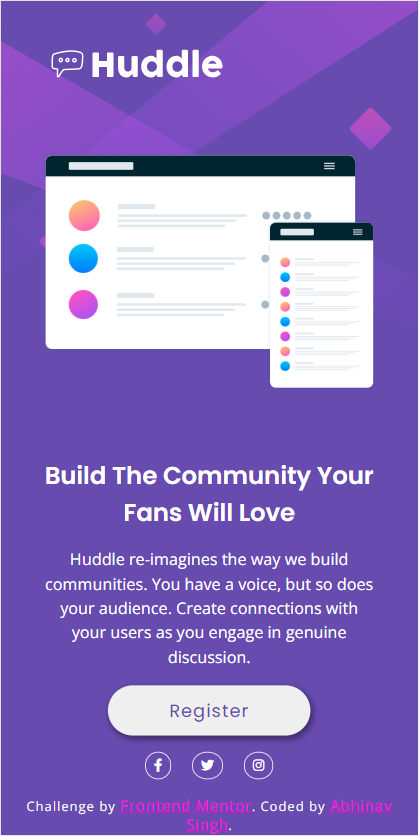 Huddle
Build The Community Your
Fans Will Love
Huddle re-imagines the way we build
communities. You have a voice, but so does
your audience. Create connections with
your users as you engage in genuine
discussion.
Register
Challenge by Frontend Mentor. Coded by Abhinav
Singh.